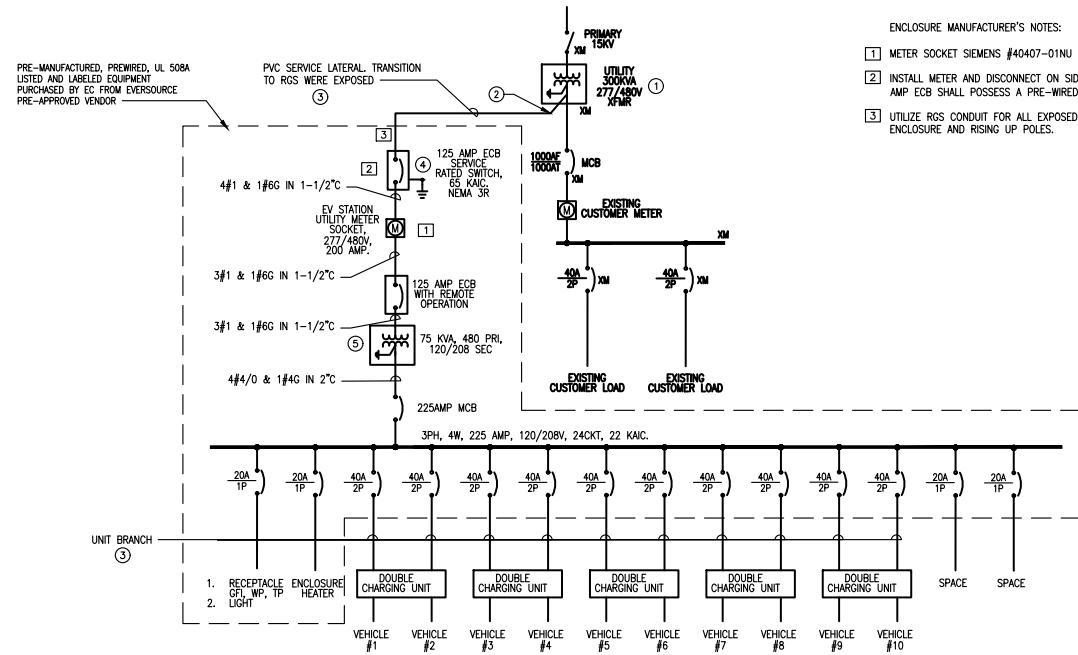 PRIMARY
15KV
XM
UTILITY
300KVA
277/480V
XFMR
1
XM
ENCLOSURE MANUFACTURER'S NOTES:
1 METER SOCKET SIEMENS #40407-01NU
2 INSTALL METER AND DISCONNECT ON SID
AMP ECB SHALL POSSESS A PRE-WIRED
3 UTILIZE RGS CONDUIT FOR ALL EXPOSED
ENCLOSURE AND RISING UP POLES.
PRE-MANUFACTURED, PREWIRED, UL 508A
LISTED AND LABELED EQUIPMENT
PURCHASED BY EC FROM EVERSOURCE
PRE-APPROVED VENDOR
PVC SERVICE LATERAL. TRANSITION
TO RGS WERE EXPOSED
3
2
3
2
4
125 AMP ECB
SERVICE
RATED SWITCH,
65 KAIC.
NEMA 3R
4#1 & 1#6G IN 1-1/2"C
EV STATION
UTILITY METER
SOCKET,
277/480V,
200 AMP.
M
1
3#1 & 1#6G IN 1-1/2"C
125 AMP ECB
WITH REMOTE
OPERATION
3#1 & 1#6G IN 1-1/2"C
5
75 KVA, 480 PRI,
120/208 SEC
4#4/0 & 1#4G IN 2"C
225AMP MCB
1000AF
1000AT
MCB
XM
M
EXISTING
CUSTOMER METER
XM
40A
2P
XM
40A
2P
XM
EXISTING
CUSTOMER LOAD
EXISTING
CUSTOMER LOAD
3PH, 4W, 225 AMP, 120/208V, 24CKT, 22 KAIC.
20A
1P
20A
1P
40A
2P
40A
2P
40A
2P
40A
2P
40A
2P
40A
2P
40A
2P
40A
2P
40A
2P
40A
2P
20A
1P
20A
1P
UNIT BRANCH
3
1. RECEPTACLE
GFI, WP, TP
2. LIGHT
ENCLOSURE
HEATER
DOUBLE
CHARGING UNIT
DOUBLE
CHARGING UNIT
DOUBLE
CHARGING UNIT
DOUBLE
CHARGING UNIT
DOUBLE
CHARGING UNIT
SPACE
SPACE
VEHICLE
#1
VEHICLE
#2
VEHICLE
#3
VEHICLE
#4
VEHICLE
#5
VEHICLE
#6
VEHICLE
#7
VEHICLE
#8
VEHICLE
#9
VEHICLE
#10